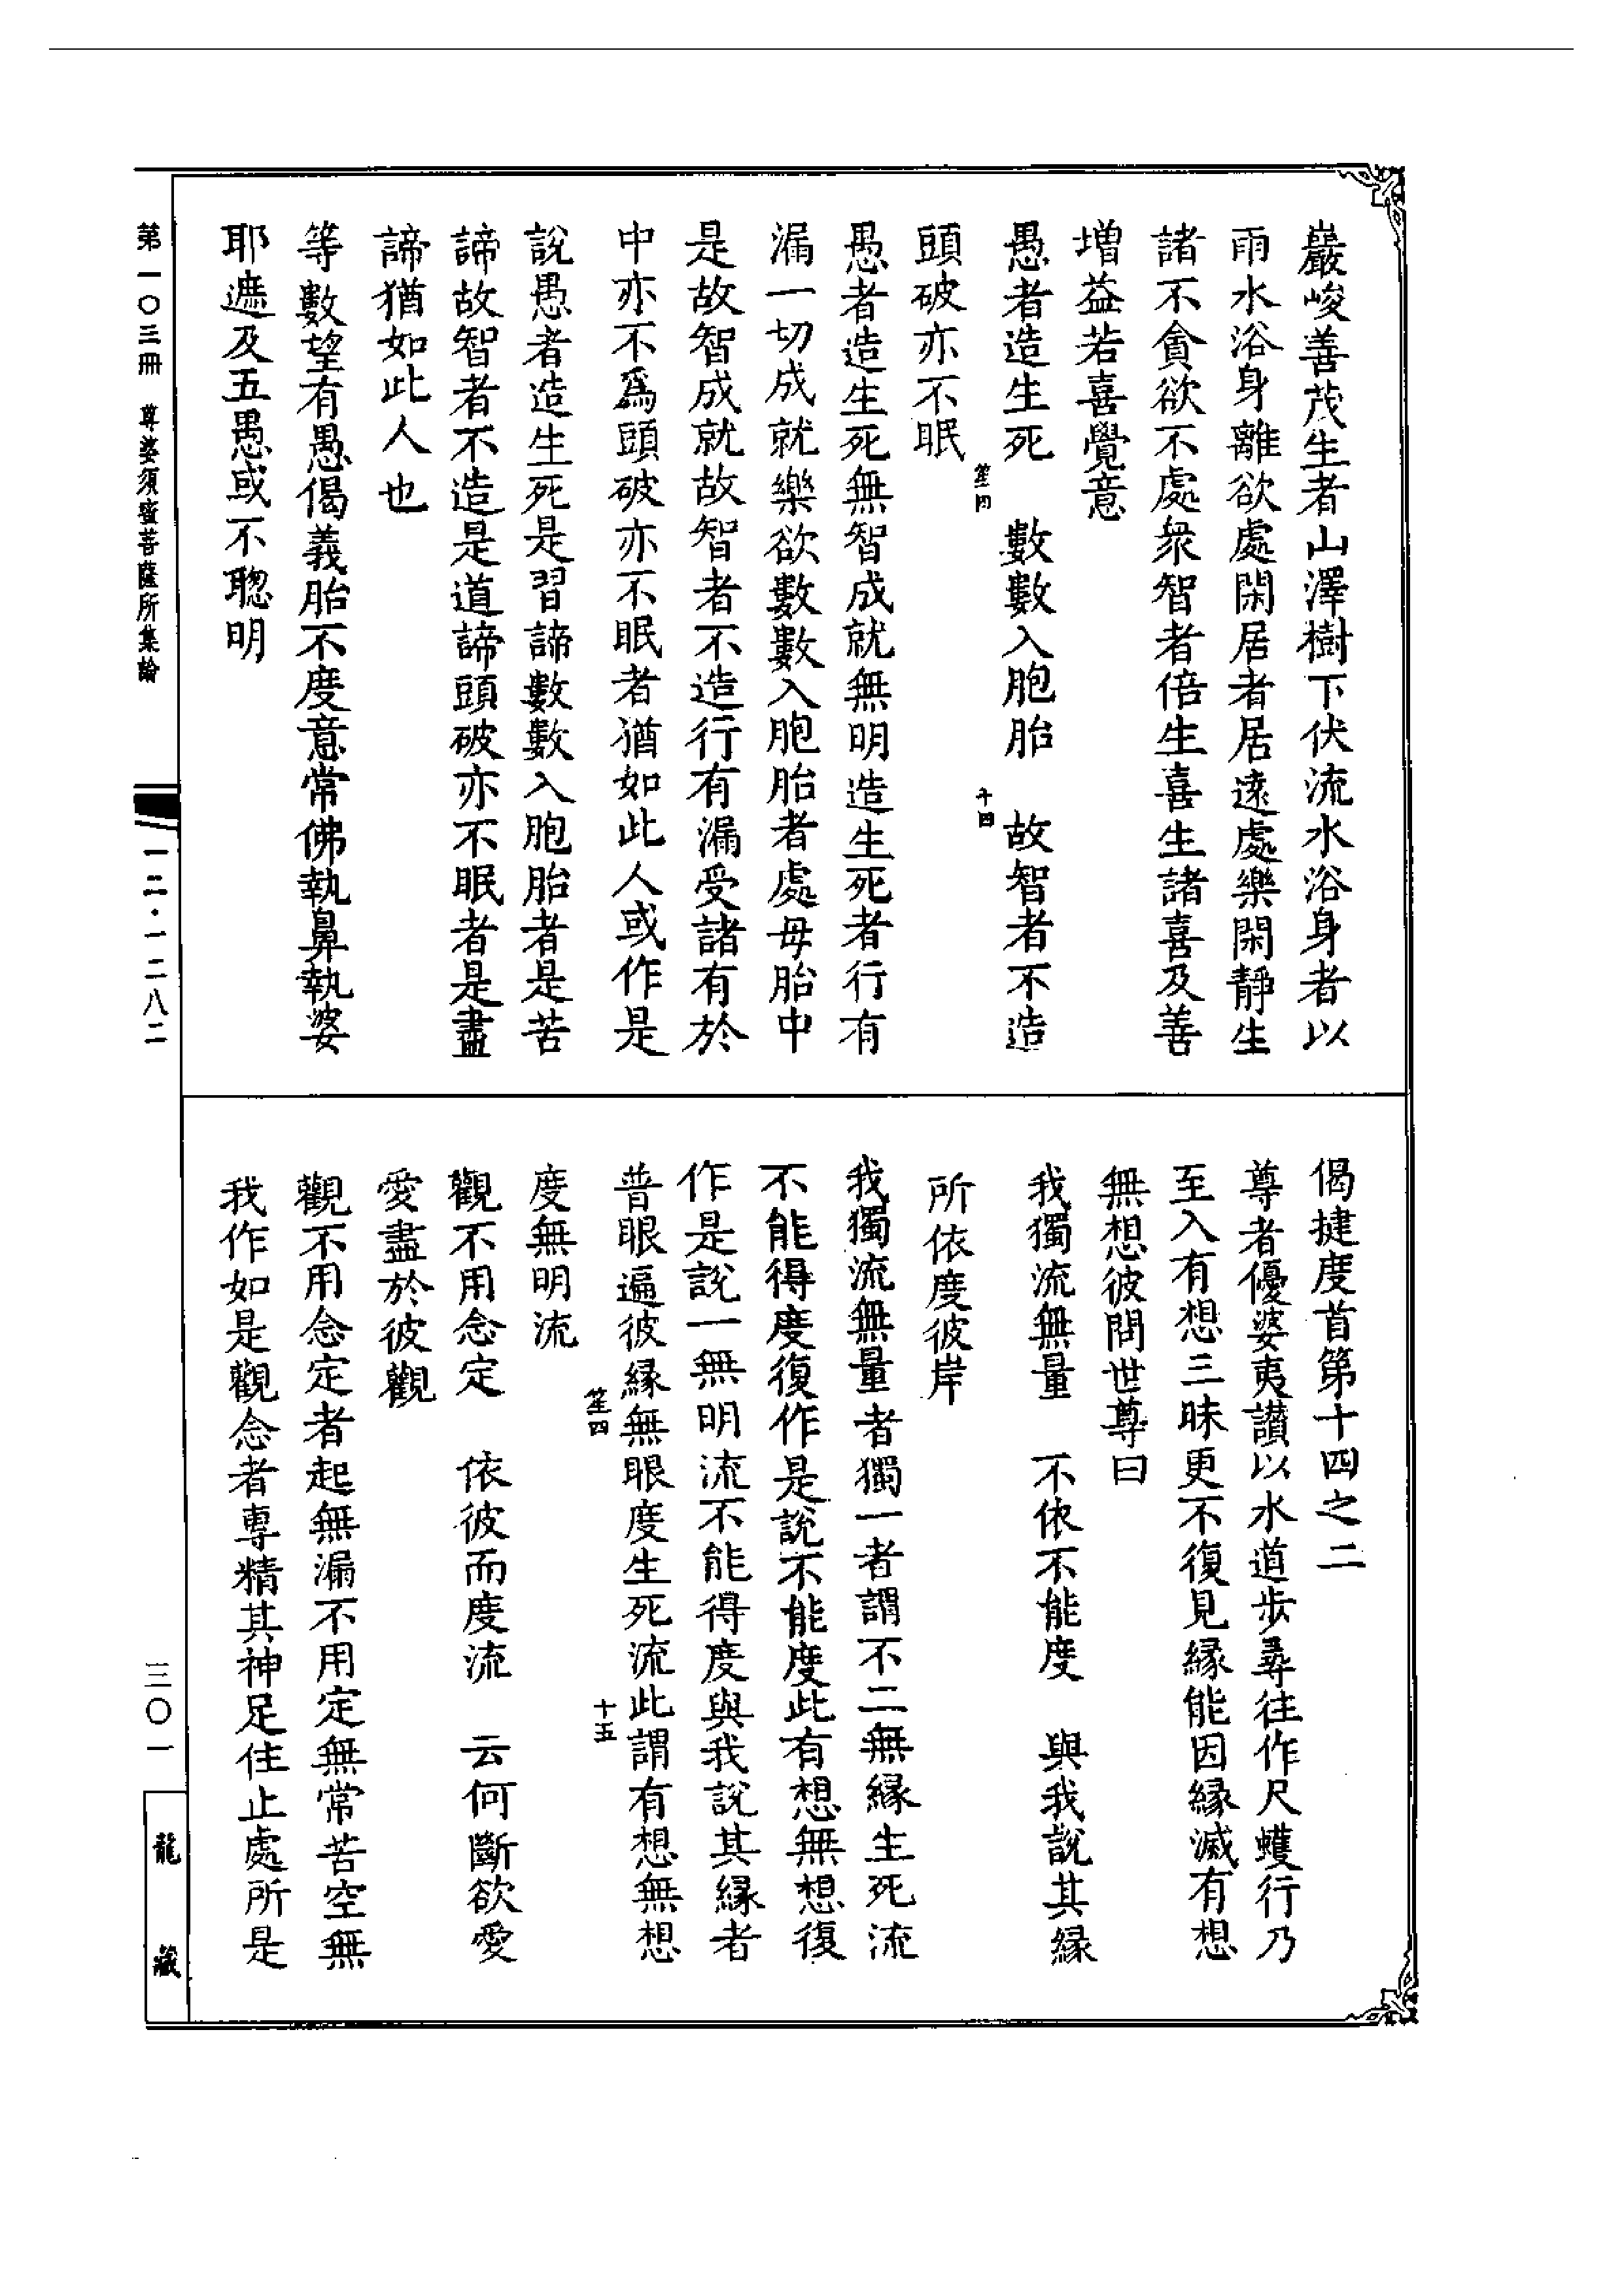 巖峻善茂生者山澤樹下伏流水浴身者以
雨水浴身離欲處閑居者居遠處樂閑靜生
諸不貪欲不處衆智者倍生喜生諸喜及善
增益若喜覺意
愚者造生死　數數入胞胎　故智者不造
笙四　十四
頭破亦不眠
愚者造生死無智成就無明造生死者行有
漏一切成就樂欲數數入胞胎者處母胎中
是故智成就故智者不造行有漏受諸有於
中亦不爲頭破亦不眠者猶如此人或作是
說愚者造生死是習諦數數入胞胎者是苦
諦故智者不造是道諦頭破亦不眠者是盡
諦猶如此人也
等數望有愚偈義胎不度意常佛執鼻執婆
耶遮及五愚或不聰明
偈揵度首第十四之二
尊者優婆夷讃以水道步尋往作尺蠖行乃
至入有想三昧更不復見縁能因縁滅有想
無想彼問世尊曰
我獨流無量　不依不能度　與我說其縁
所依度彼岸
我獨流無量者獨一者謂不二無縁生死流
不能得度復作是說不能度此有想無想復
作是說一無明流不能得度與我說其縁者
普眼遍彼縁無眼度生死流此謂有想無想
笙四　十五
度無明流
觀不用念定　依彼而度流　云何斷欲愛
愛盡於彼觀
觀不用念定者起無漏不用定無常苦空無
我作如是觀念者專精其神足住止處所是
第一〇三冊　尊婆須蜜菩薩所集論
一二·一二八二
三〇一
龍藏